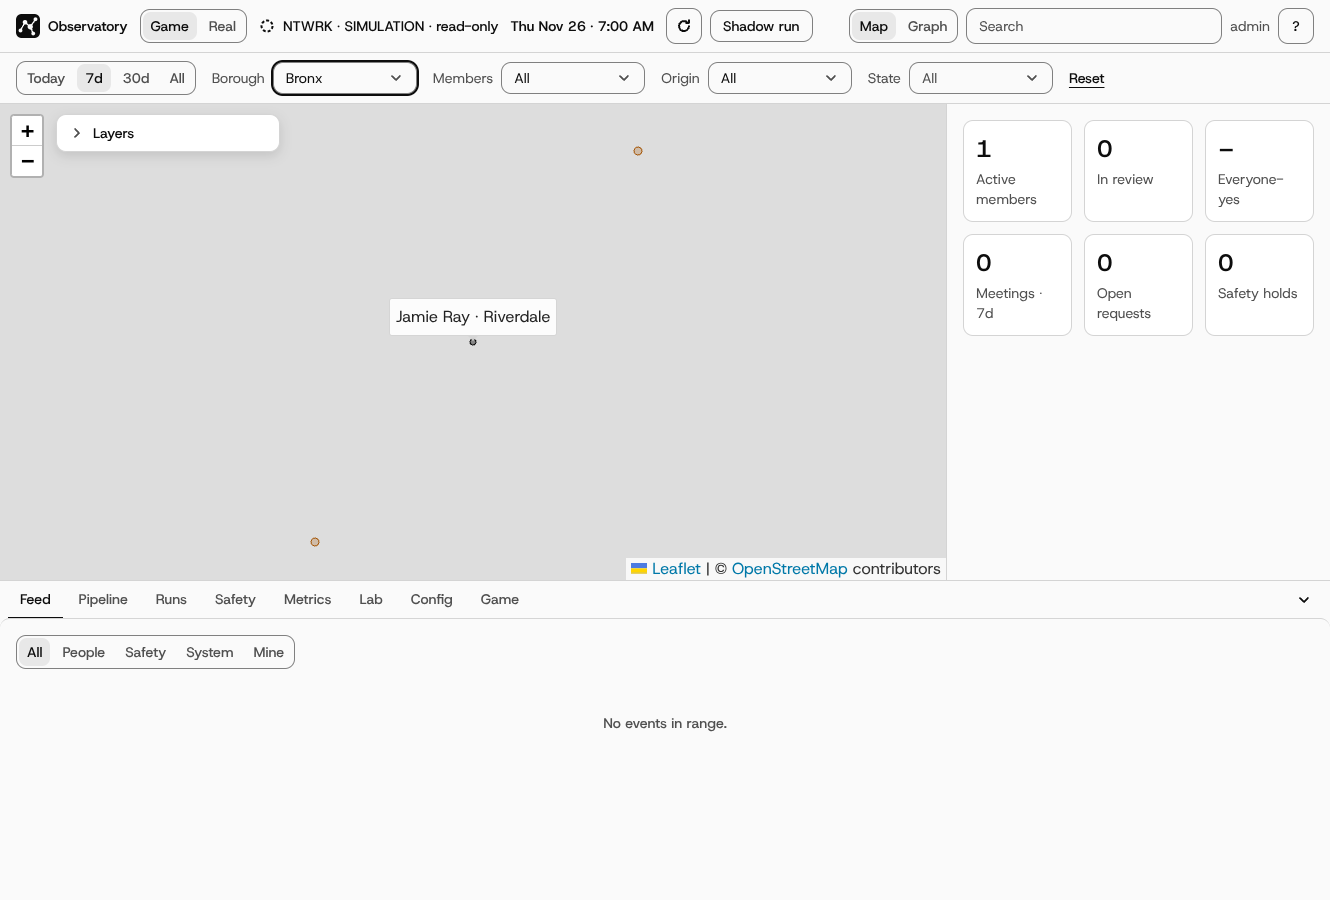 Observatory Game Real NTWRK · SIMULATION · read-only Thu Nov 26 · 7:00 AM Shadow run Map Graph Search admin ?
Today 7d 30d All Borough Bronx Members All Origin All State All Reset
+
−
Layers
Jamie Ray · Riverdale
Leaflet | © OpenStreetMap contributors
1
Active
members
0
In review
–
Everyone-
yes
0
Meetings ·
7d
0
Open
requests
0
Safety holds
Feed Pipeline Runs Safety Metrics Lab Config Game
All People Safety System Mine
No events in range.